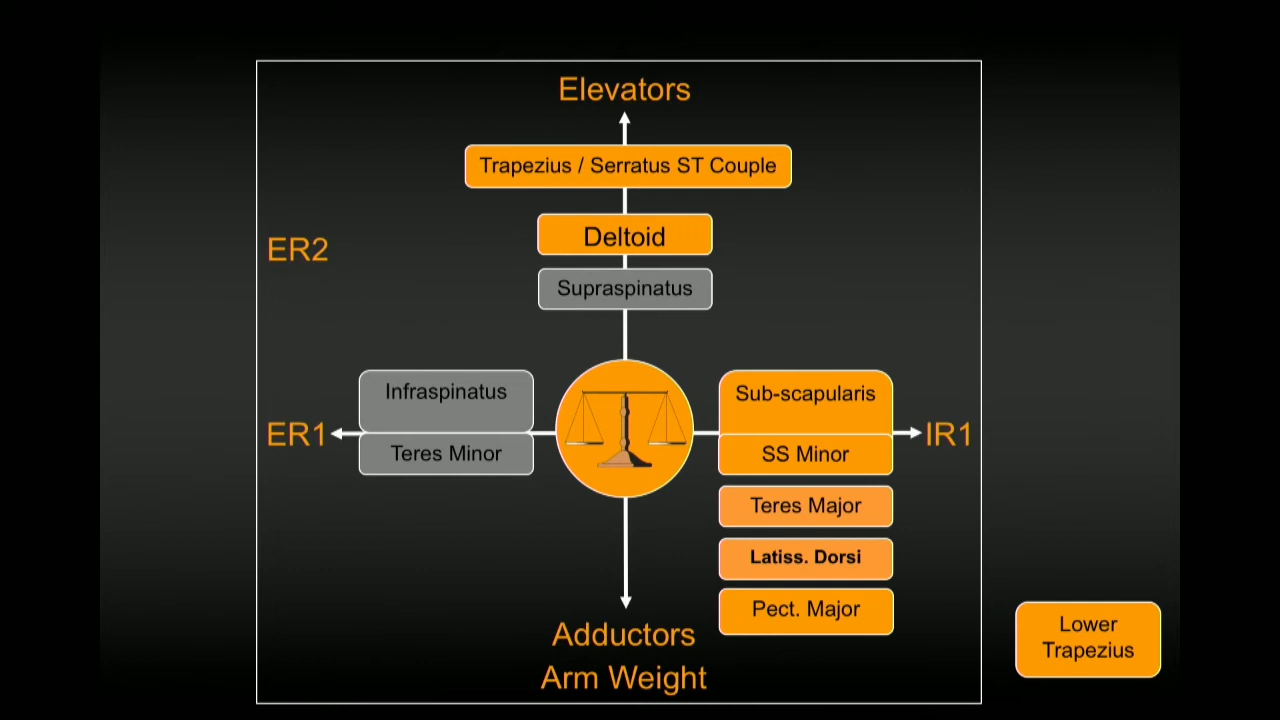 Elevators
Trapezius / Serratus ST Couple
Deltoid
ER2
Supraspinatus
Infraspinatus
Sub-scapularis
ER1
IR1
Teres Minor
SS Minor
Teres Major
Latiss. Dorsi
Pect. Major
Adductors
Arm Weight
Lower
Trapezius